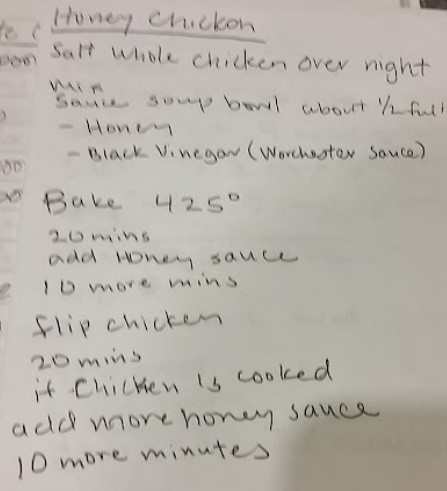 Honey Chicken
Salt Whole Chicken over night
Mix
Sauce soup bowl about 1/2 full
- Honey
- Black Vinegar (Worchester Sauce)
Bake 425°
20 mins
add Honey sauce
10 more mins
flip chicken
20 mins
if Chicken is cooked
add more honey sauce
10 more minutes